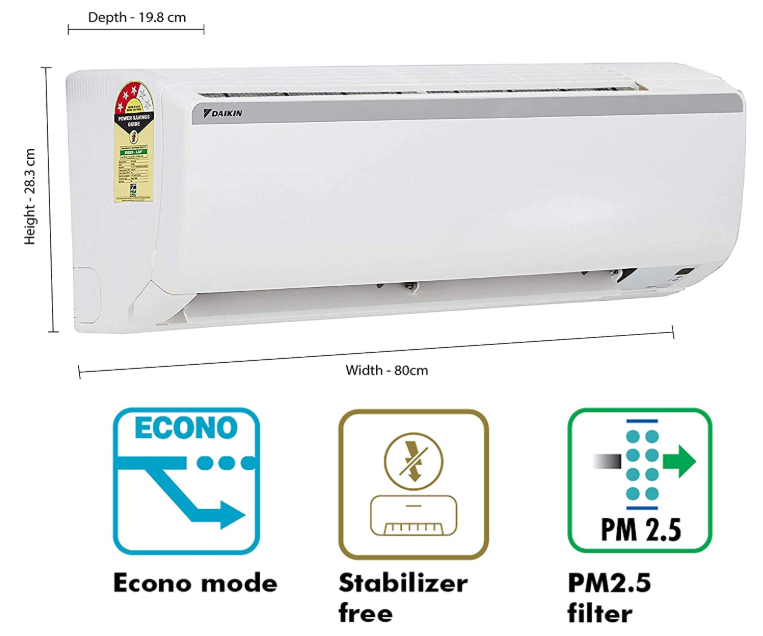 Depth - 19.8 cm
Height - 28.3 cm
DAIKIN
POWER SAVINGS
GUIDE
Width - 80cm
ECONO
PM 2.5
Econo mode
Stabilizer
free
PM2.5
filter